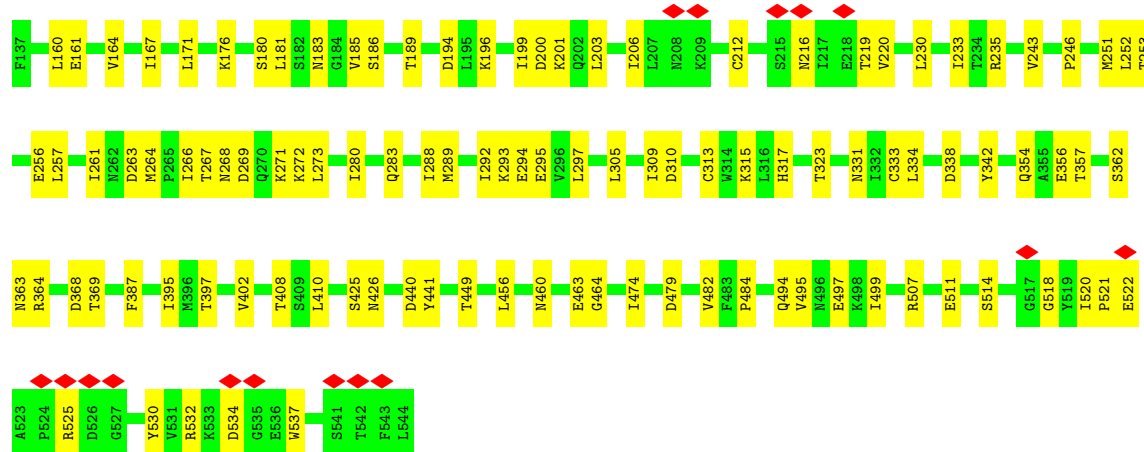 F137 L160 E161 V164 I167 L171 K176 S180 L181 S182 N183 G184 V185 S186 T189 D194 L195 K196 I199 D200 K201 Q202 L203 I206 L207 N208 K209 C212 S215 N216 I217 E218 T219 V220 L230 I233 T234 R235 V243 P246 M251 L252 T253
E256 L257 I261 N262 D263 M264 P265 I266 T267 N268 D269 Q270 K271 K272 L273 I280 Q283 I288 M289 I292 K293 E294 E295 V296 L297 L305 I309 D310 C313 W314 K315 L316 H317 T323 N331 I332 C333 L334 D338 Y342 Q354 A355 E356 T357 S362
N363 R364 D368 T369 F387 I395 M396 T397 V402 T408 S409 L410 S425 N426 D440 Y441 T449 L456 N460 E463 G464 I474 D479 V482 F483 P484 Q494 V495 N496 E497 K498 I499 R507 E511 S514 G517 G518 Y519 I520 P521 E522
A523 P524 R525 D526 G527 Y530 V531 R532 K533 D534 G535 E536 W537 S541 T542 F543 L544